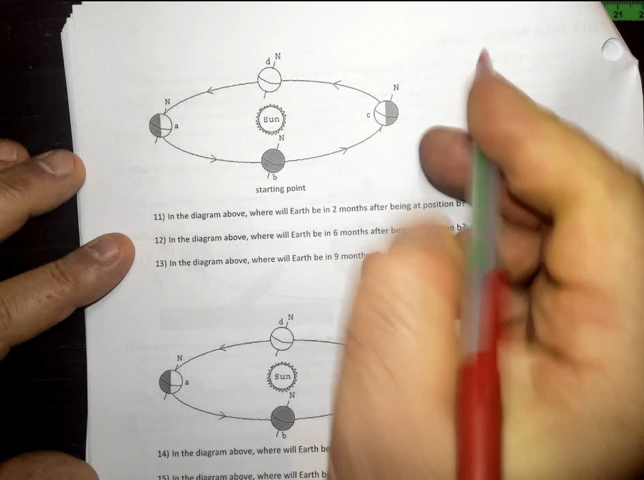 21
d N
N
N
a
Sun
c
N
b
starting point
11) In the diagram above, where will Earth be in 2 months after being at position b?
12) In the diagram above, where will Earth be in 6 months after b?
13) In the diagram above, where will Earth be in 9
d N
N
a
Sun
N
b
14) In the diagram above, where will Earth be
15) In the diagram above, where will Earth b